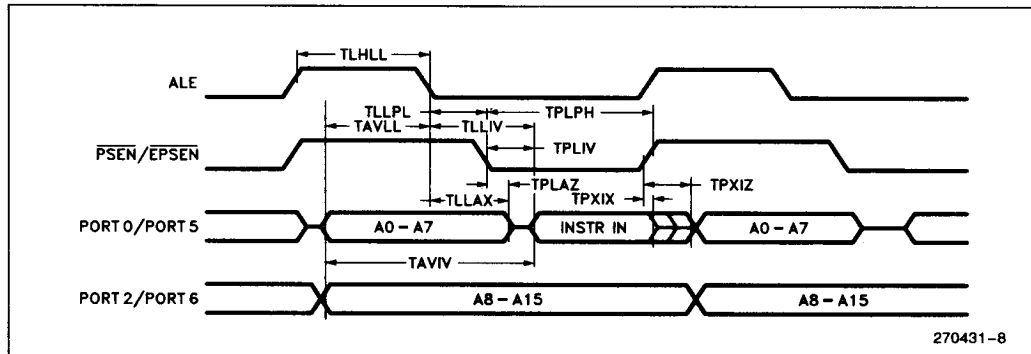 TLHLL
ALE
TLLPL
TPLPH
TAVLL
TLLIV
PSEN/EPSEN
TPLIV
TPLAZ
TPXIZ
TLLAX
TPXIX
PORT 0/PORT 5
A0 – A7
INSTR IN
A0 – A7
TAVIV
PORT 2/PORT 6
A8 – A15
A8 – A15
270431-8